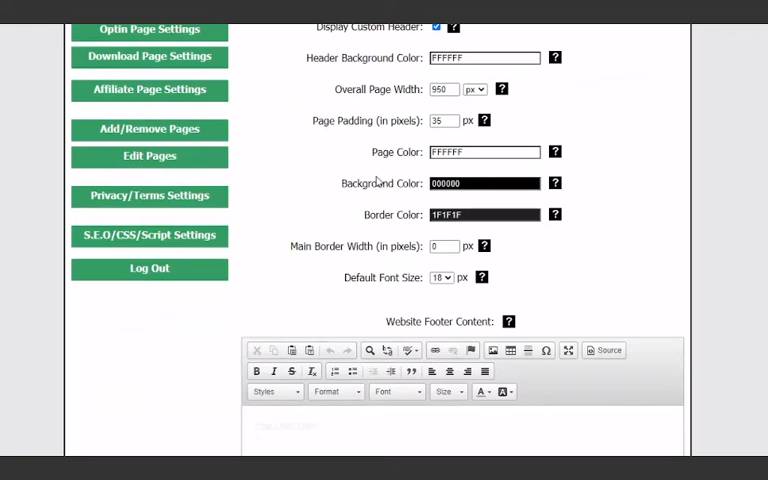 Optin Page Settings
Download Page Settings
Affiliate Page Settings
Add/Remove Pages
Edit Pages
Privacy/Terms Settings
S.E.O/CSS/Script Settings
Log Out
Display Custom Header: ?
Header Background Color: FFFFFF ?
Overall Page Width: 950 px ?
Page Padding (in pixels): 35 px ?
Page Color: FFFFFF ?
Background Color: 000000 ?
Border Color: 1F1F1F ?
Main Border Width (in pixels): 0 px ?
Default Font Size: 18 px ?
Website Footer Content: ?
Source
B I S Tx
Styles Format Font Size A A